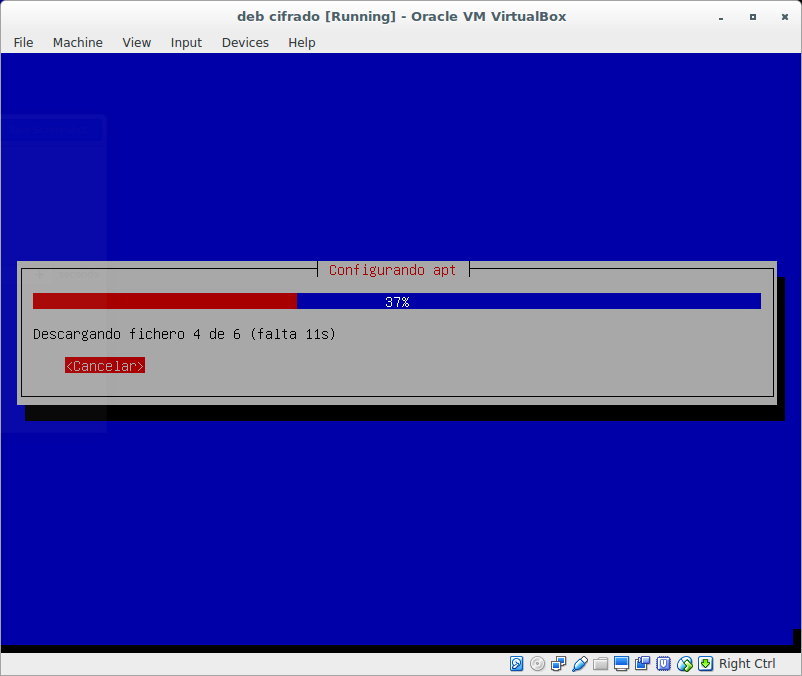 deb cifrado [Running] - Oracle VM VirtualBox
File Machine View Input Devices Help
Configurando apt
37%
Descargando fichero 4 de 6 (falta 11s)
<Cancelar>
Right Ctrl